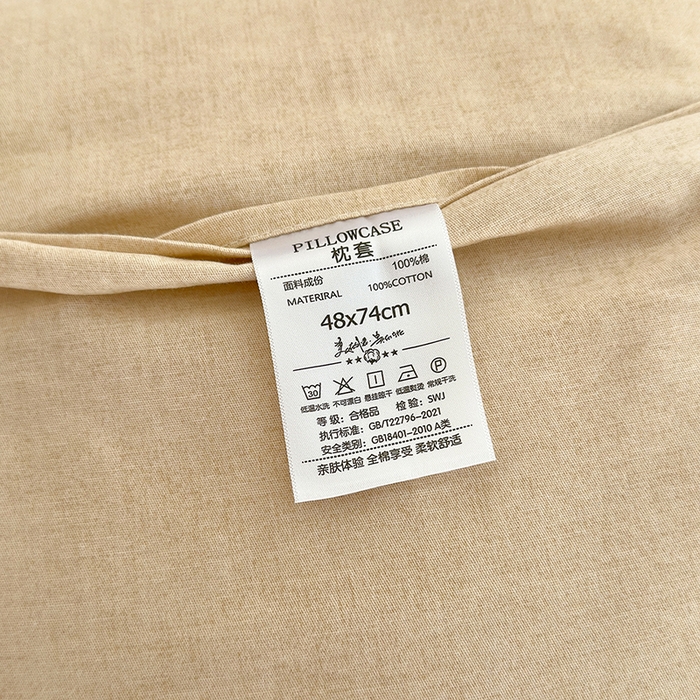 PILLOWCASE
枕套
面料成份 100%棉
MATERIRAL 100%COTTON
48x74cm
30 P
低温水洗 不可漂白 悬挂晾干 低温熨烫 常规干洗
等 级: 合格品 检 验: SWJ
执行标准: GB/T22796-2021
安全类别: GB18401-2010 A类
亲肤体验 全棉享受 柔软舒适